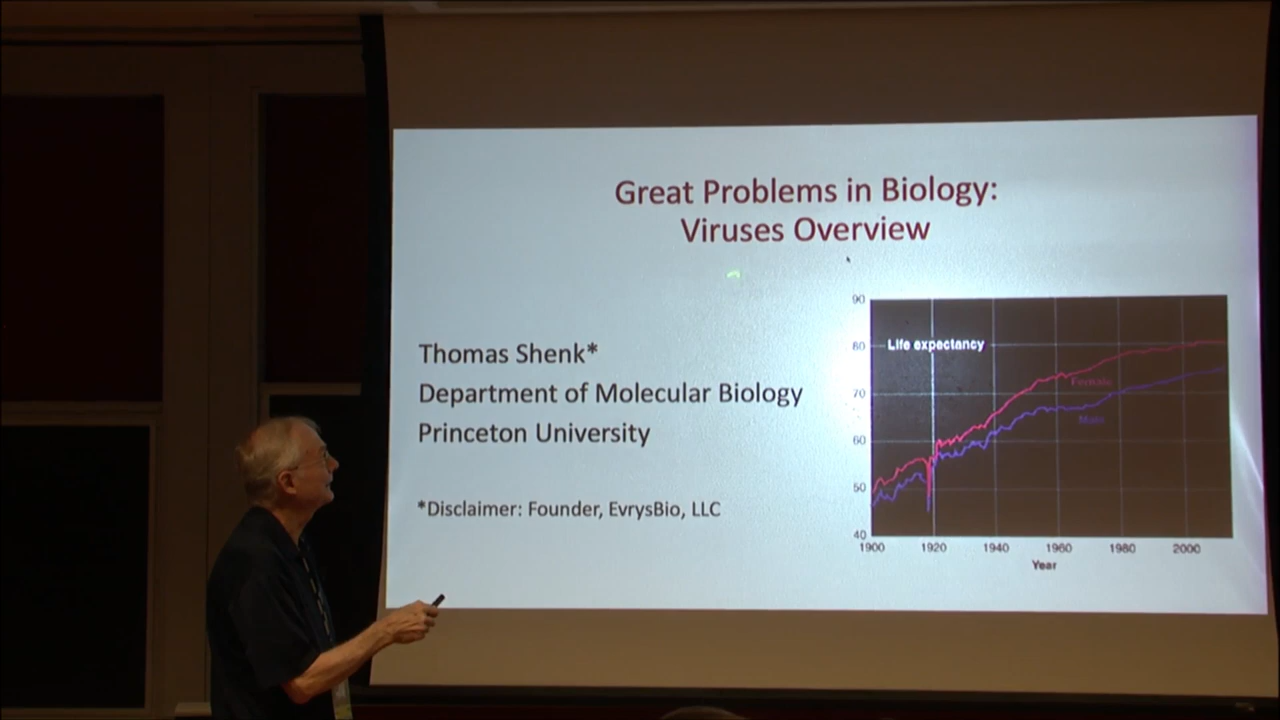 Great Problems in Biology:
Viruses Overview
Thomas Shenk*
Department of Molecular Biology
Princeton University
*Disclaimer: Founder, EvrysBio, LLC
90
80
Life expectancy
Female
70
Male
60
50
40
1900 1920 1940 1960 1980 2000
Year